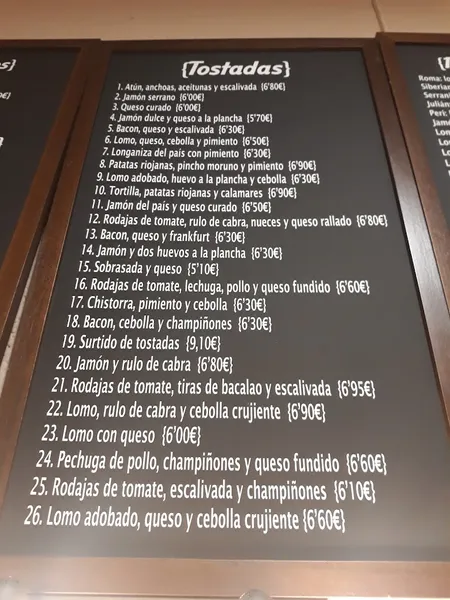 {Tostadas}
1. Atún, anchoas, aceitunas y escalivada {6'80€}
2. Jamón serrano {6'00€}
3. Queso curado {6'00€}
4. Jamón dulce y queso a la plancha {5'70€}
5. Bacon, queso y escalivada {6'30€}
6. Lomo, queso, cebolla y pimiento {6'50€}
7. Longaniza del país con pimiento {6'30€}
8. Patatas riojanas, pincho moruno y pimiento {6'90€}
9. Lomo adobado, huevo a la plancha y cebolla {6'30€}
10. Tortilla, patatas riojanas y calamares {6'90€}
11. Jamón del país y queso curado {6'50€}
12. Rodajas de tomate, rulo de cabra, nueces y queso rallado {6'80€}
13. Bacon, queso y frankfurt {6'30€}
14. Jamón y dos huevos a la plancha {6'30€}
15. Sobrasada y queso {5'10€}
16. Rodajas de tomate, lechuga, pollo y queso fundido {6'60€}
17. Chistorra, pimiento y cebolla {6'30€}
18. Bacon, cebolla y champiñones {6'30€}
19. Surtido de tostadas {9,10€}
20. Jamón y rulo de cabra {6'80€}
21. Rodajas de tomate, tiras de bacalao y escalivada {6'95€}
22. Lomo, rulo de cabra y cebolla crujiente {6'90€}
23. Lomo con queso {6'00€}
24. Pechuga de pollo, champiñones y queso fundido {6'60€}
25. Rodajas de tomate, escalivada y champiñones {6'10€}
26. Lomo adobado, queso y cebolla crujiente {6'60€}
Roma: